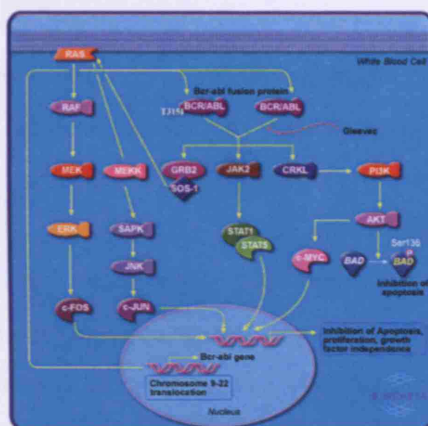 RAS
White Blood Cell
Bcr-abl fusion protein
RAF
T315I
BCR/ABL
BCR/ABL
Gleevec
MEK
MEKK
GRB2
SOS-1
JAK2
CRKL
PI3K
ERK
SAPK
STAT1
STAT5
AKT
Ser136
c-MYC
BAD
P
BAD
JNK
Inhibition of
apoptosis
c-FOS
c-JUN
Inhibition of Apoptosis,
proliferation, growth
factor independence
Bcr-abl gene
Chromosome 9-22
translocation
Nucleus